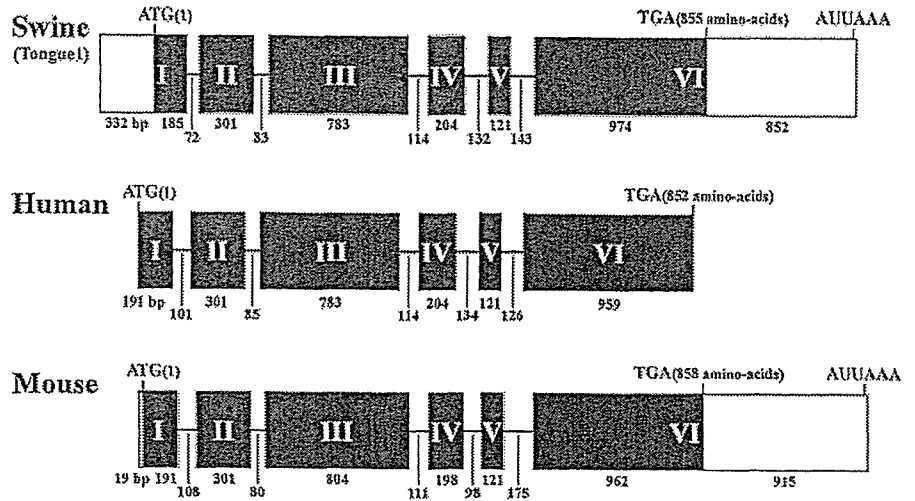 Swine
(Tongue1)
ATG(1)
TGA(855 amino-acids)
AUUAAA
I
II
III
IV
V
VI
332 bp
185
72
301
83
783
114
204
132
121
143
974
852
Human
ATG(1)
TGA(852 amino-acids)
I
II
III
IV
V
VI
191 bp
101
301
85
783
114
204
134
121
126
959
Mouse
ATG(1)
TGA(858 amino-acids)
AUUAAA
I
II
III
IV
V
VI
19 bp
191
108
301
80
804
111
198
98
121
175
962
915